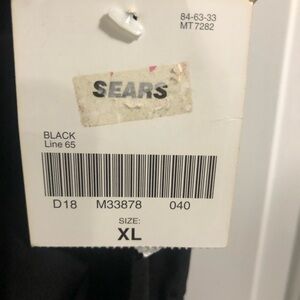 84-63-33
MT7282
SEARS
BLACK
Line 65
D18 M33878 040
SIZE:
XL